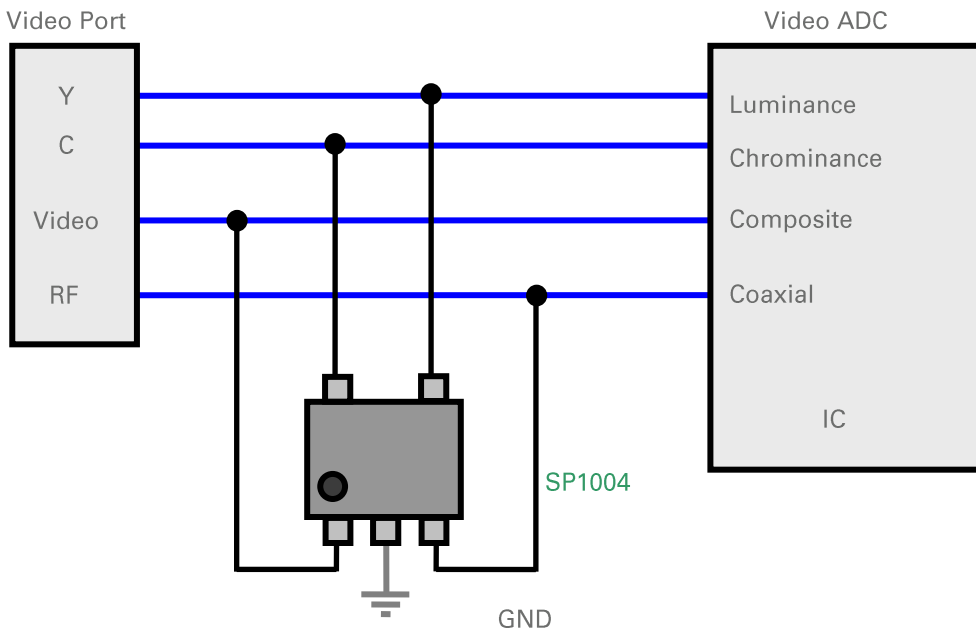 Video Port
Video ADC
Y
Luminance
C
Chrominance
Video
Composite
RF
Coaxial
IC
SP1004
GND